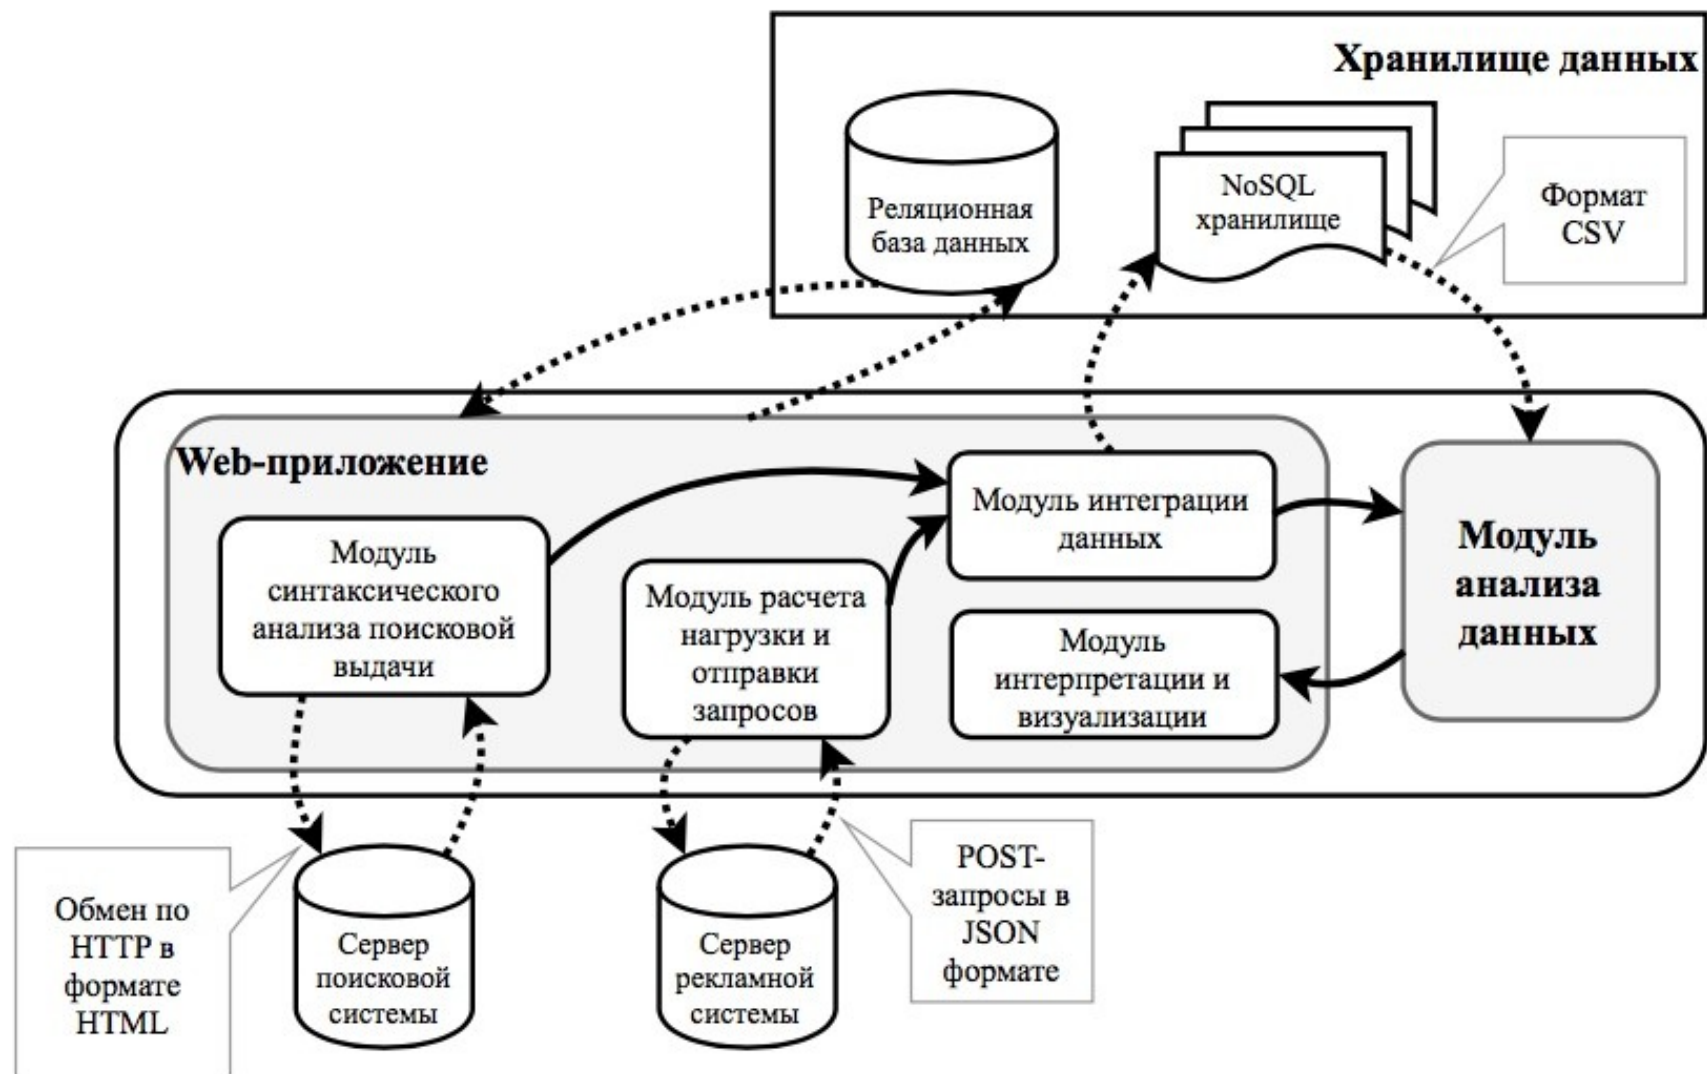 Хранилище данных
Реляционная
база данных
NoSQL
хранилище
Формат
CSV
Web-приложение
Модуль
синтаксического
анализа поисковой
выдачи
Модуль расчета
нагрузки и
отправки
запросов
Модуль интеграции
данных
Модуль
интерпретации и
визуализации
Модуль
анализа
данных
Обмен по
HTTP в
формате
HTML
Сервер
поисковой
системы
Сервер
рекламной
системы
POST-
запросы в
JSON
формате